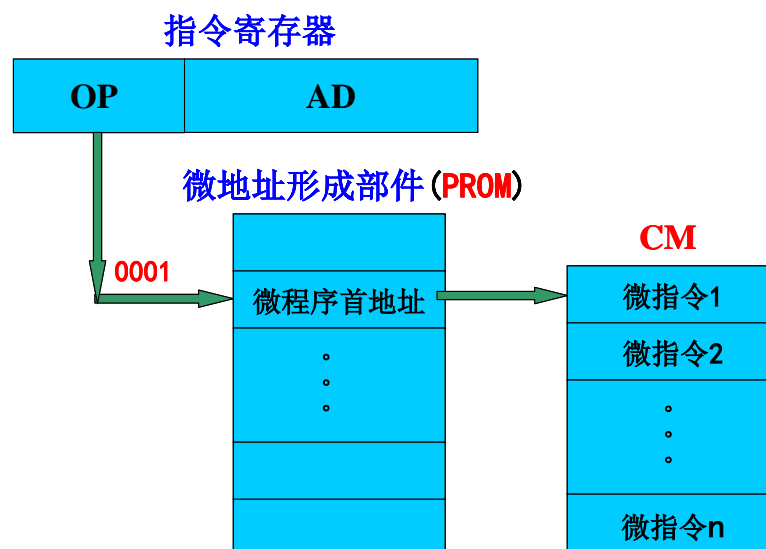 指令寄存器
OP AD
微地址形成部件(PROM)
CM
0001
微程序首地址
微指令1
微指令2
微指令n